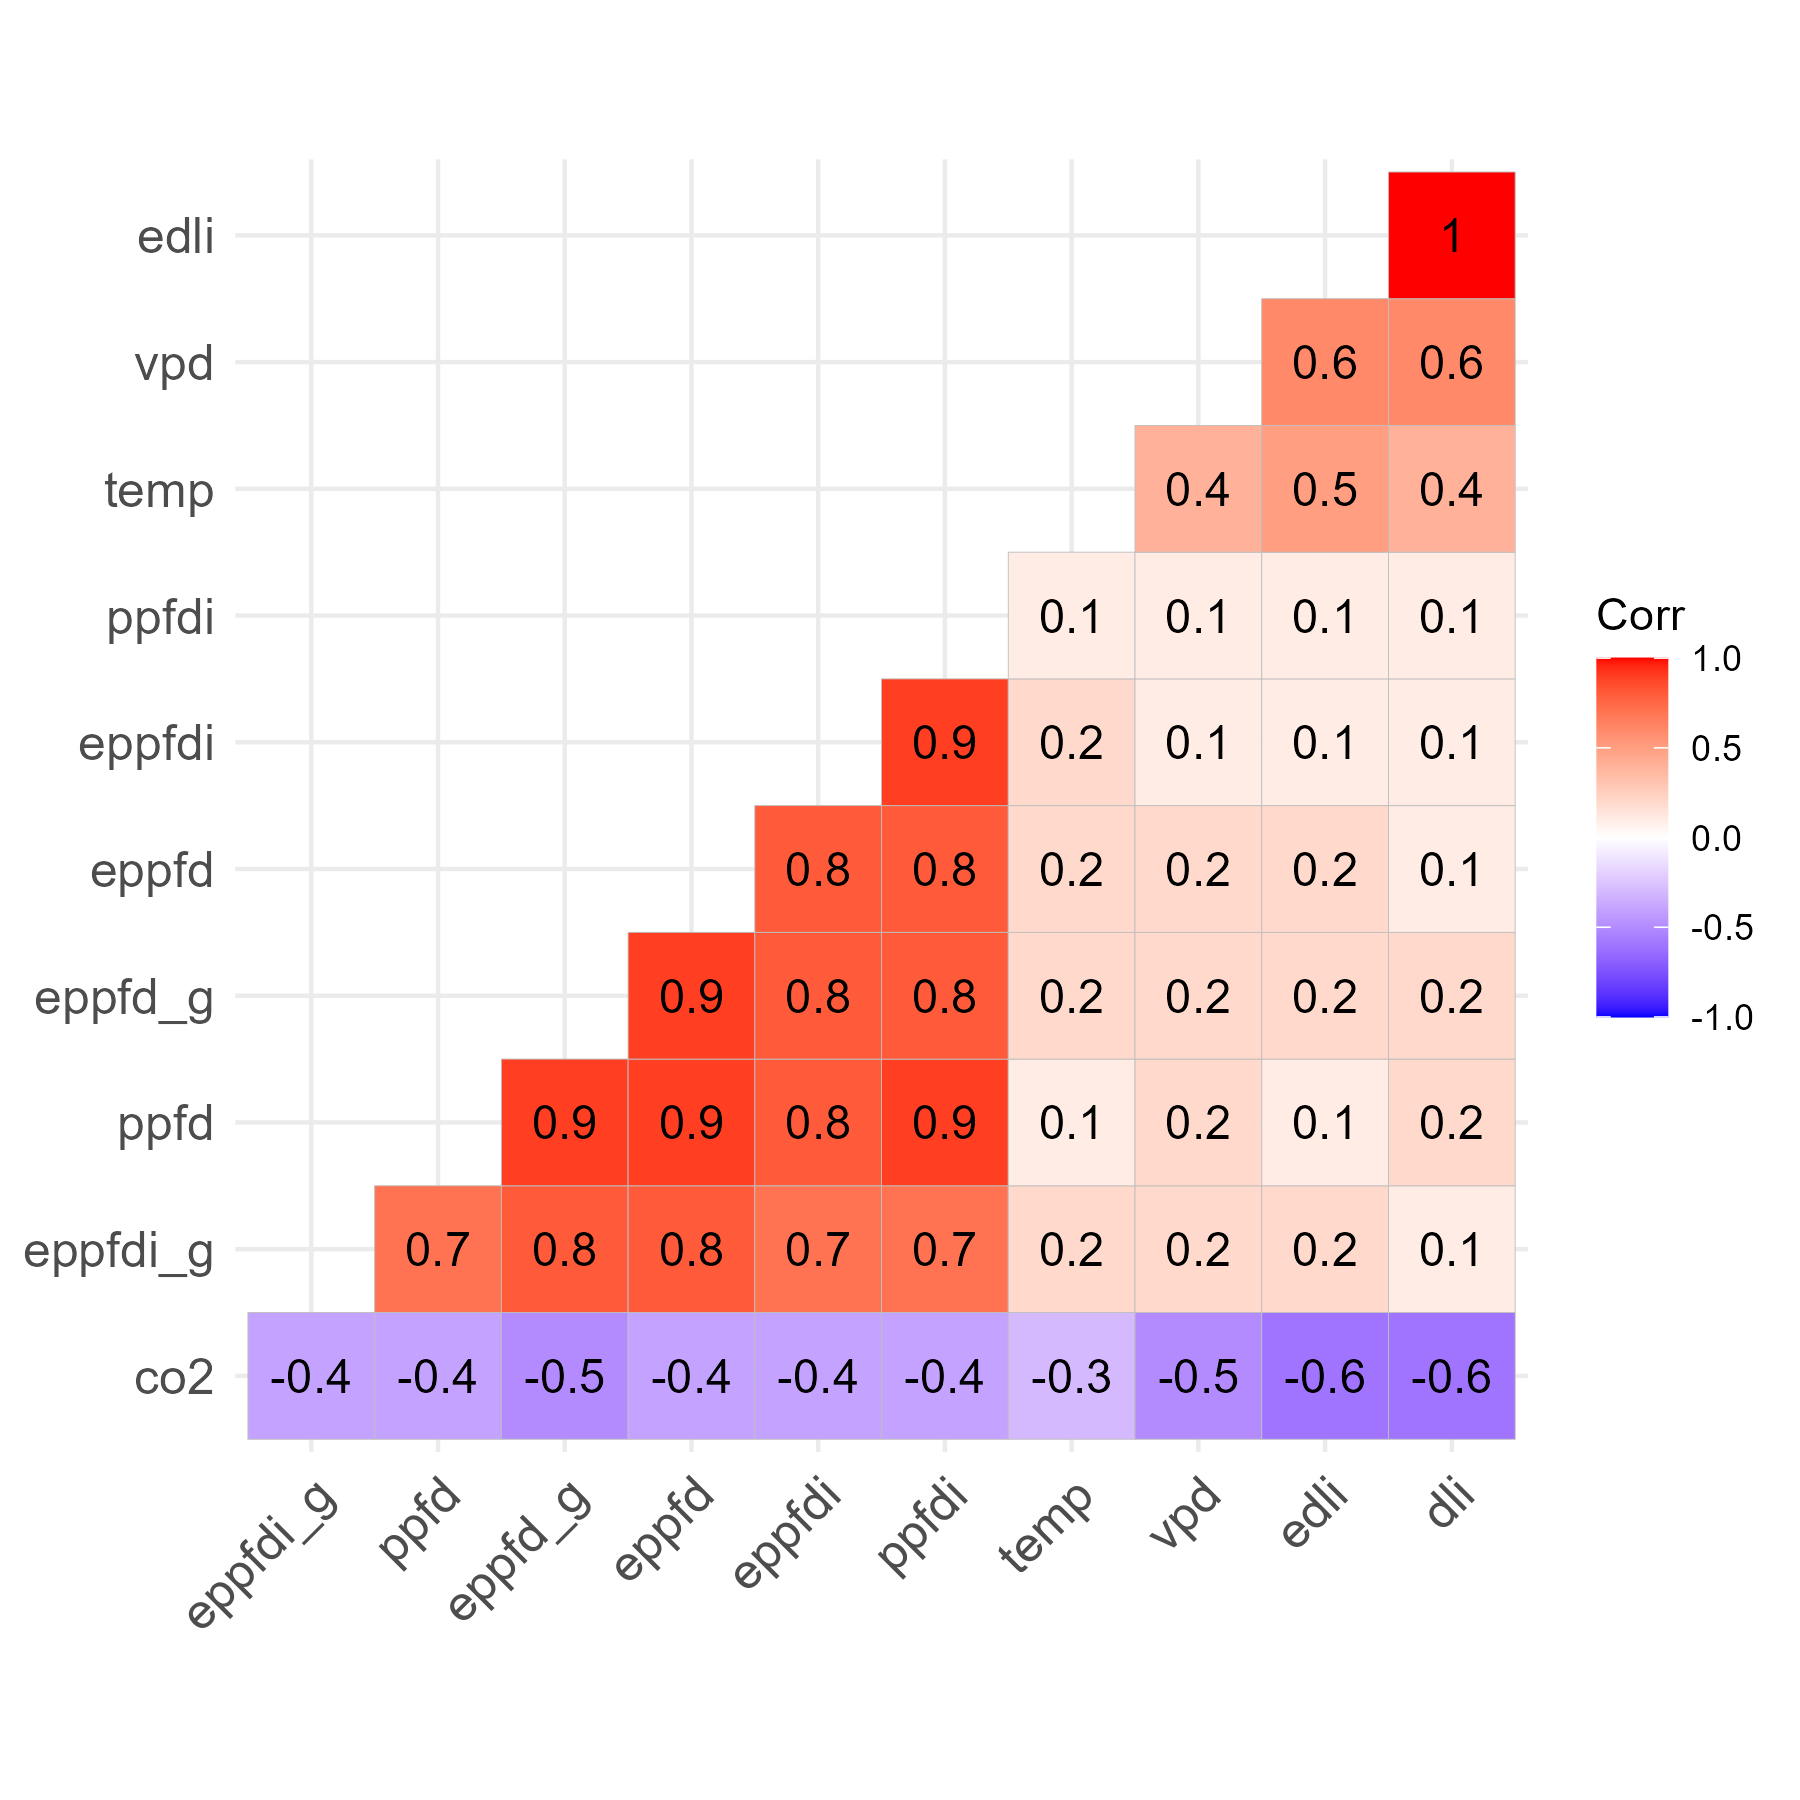 edli 1
vpd 0.6 0.6
temp 0.4 0.5 0.4
ppfdi 0.1 0.1 0.1 0.1
eppfdi 0.9 0.2 0.1 0.1 0.1
eppfd 0.8 0.8 0.2 0.2 0.2 0.1
eppfd_g 0.9 0.8 0.8 0.2 0.2 0.2 0.2
ppfd 0.9 0.9 0.8 0.9 0.1 0.2 0.1 0.2
eppfdi_g 0.7 0.8 0.8 0.7 0.7 0.2 0.2 0.2 0.1
co2 -0.4 -0.4 -0.5 -0.4 -0.4 -0.4 -0.3 -0.5 -0.6 -0.6
eppfdi_g ppfd eppfd_g eppfd eppfdi ppfdi temp vpd edli dli
Corr
1.0
0.5
0.0
-0.5
-1.0